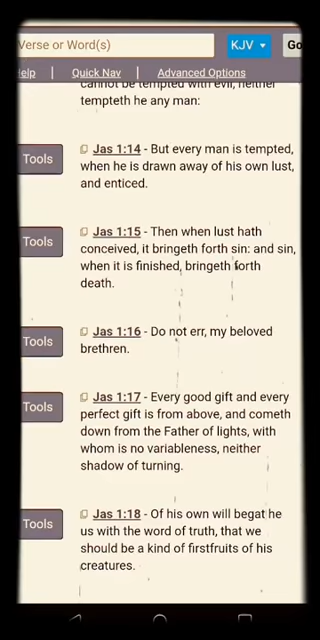 Verse or Word(s)
KJV
Go
elp | Quick Nav | Advanced Options
cannot be tempted with evil, neither
tempteth he any man:
Tools
Jas 1:14 - But every man is tempted,
when he is drawn away of his own lust,
and enticed.
Tools
Jas 1:15 - Then when lust hath
conceived, it bringeth forth sin: and sin,
when it is finished, bringeth forth
death.
Tools
Jas 1:16 - Do not err, my beloved
brethren.
Tools
Jas 1:17 - Every good gift and every
perfect gift is from above, and cometh
down from the Father of lights, with
whom is no variableness, neither
shadow of turning.
Tools
Jas 1:18 - Of his own will begat he
us with the word of truth, that we
should be a kind of firstfruits of his
creatures.